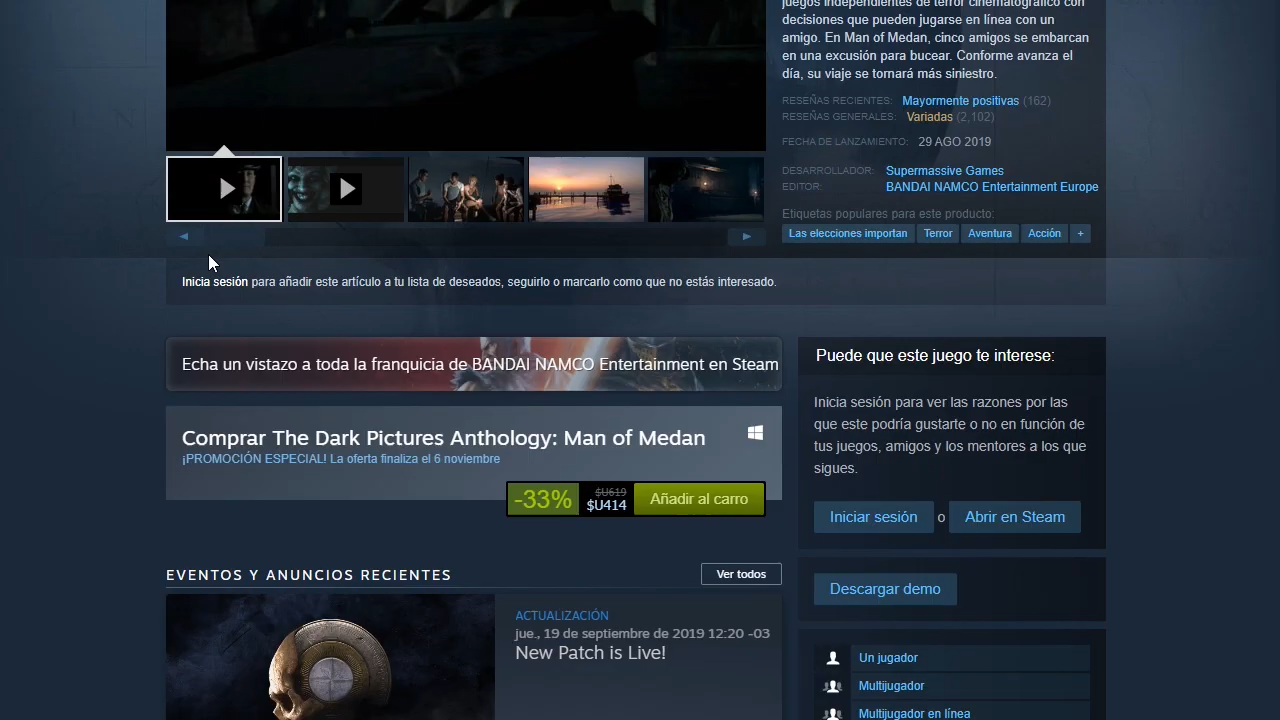 juegos independientes de terror cinematográfico con
decisiones que pueden jugarse en línea con un
amigo. En Man of Medan, cinco amigos se embarcan
en una excusión para bucear. Conforme avanza el
día, su viaje se tornará más siniestro.
RESEÑAS RECIENTES: Mayormente positivas (162)
RESEÑAS GENERALES: Variadas (2,102)
FECHA DE LANZAMIENTO: 29 AGO 2019
DESARROLLADOR: Supermassive Games
EDITOR: BANDAI NAMCO Entertainment Europe
Etiquetas populares para este producto:
Las elecciones importan Terror Aventura Acción +
Inicia sesión para añadir este artículo a tu lista de deseados, seguirlo o marcarlo como que no estás interesado.
Echa un vistazo a toda la franquicia de BANDAI NAMCO Entertainment en Steam
Comprar The Dark Pictures Anthology: Man of Medan
¡PROMOCIÓN ESPECIAL! La oferta finaliza el 6 noviembre
-33% $U619 $U414 Añadir al carro
Puede que este juego te interese:
Inicia sesión para ver las razones por las
que este podría gustarte o no en función de
tus juegos, amigos y los mentores a los que
sigues.
Iniciar sesión o Abrir en Steam
Descargar demo
EVENTOS Y ANUNCIOS RECIENTES Ver todos
ACTUALIZACIÓN
jue., 19 de septiembre de 2019 12:20 -03
New Patch is Live!
Un jugador
Multijugador
Multijugador en línea